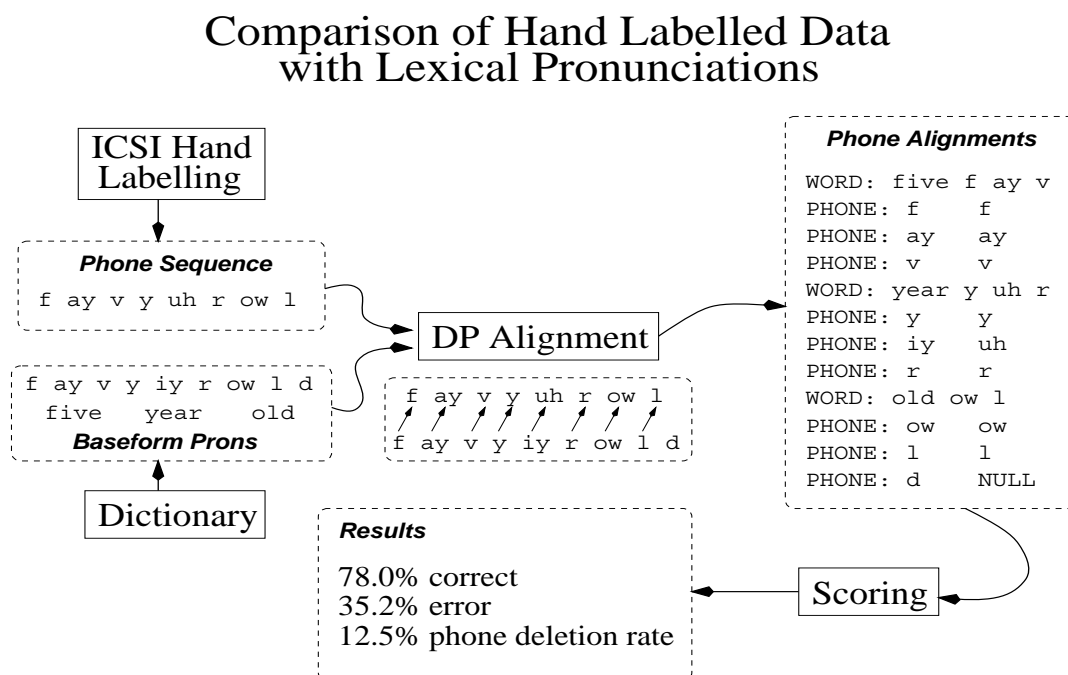 Comparison of Hand Labelled Data
with Lexical Pronunciations
ICSI Hand
Labelling
Phone Sequence
f ay v y uh r ow l
f ay v y iy r ow l d
five year old
Baseform Prons
Dictionary
DP Alignment
f ay v y uh r ow l
f ay v y iy r ow l d
Phone Alignments
WORD: five f ay v
PHONE: f f
PHONE: ay ay
PHONE: v v
WORD: year y uh r
PHONE: y y
PHONE: iy uh
PHONE: r r
WORD: old ow l
PHONE: ow ow
PHONE: l l
PHONE: d NULL
Scoring
Results
78.0% correct
35.2% error
12.5% phone deletion rate